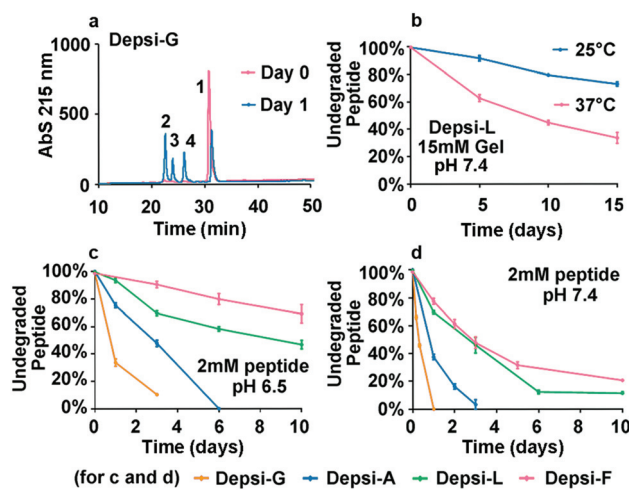 a
Depsi-G
AbS 215 nm
1000
500
0
1
2
3
4
Day 0
Day 1
10 20 30 40 50
Time (min)
b
Undegraded
Peptide
100%
80%
60%
40%
20%
0%
25°C
37°C
Depsi-L
15mM Gel
pH 7.4
0 5 10 15
Time (days)
c
Undegraded
Peptide
100%
80%
60%
40%
20%
0%
2mM peptide
pH 6.5
0 2 4 6 8 10
Time (days)
d
Undegraded
Peptide
100%
80%
60%
40%
20%
0%
2mM peptide
pH 7.4
0 2 4 6 8 10
Time (days)
(for c and d) Depsi-G Depsi-A Depsi-L Depsi-F